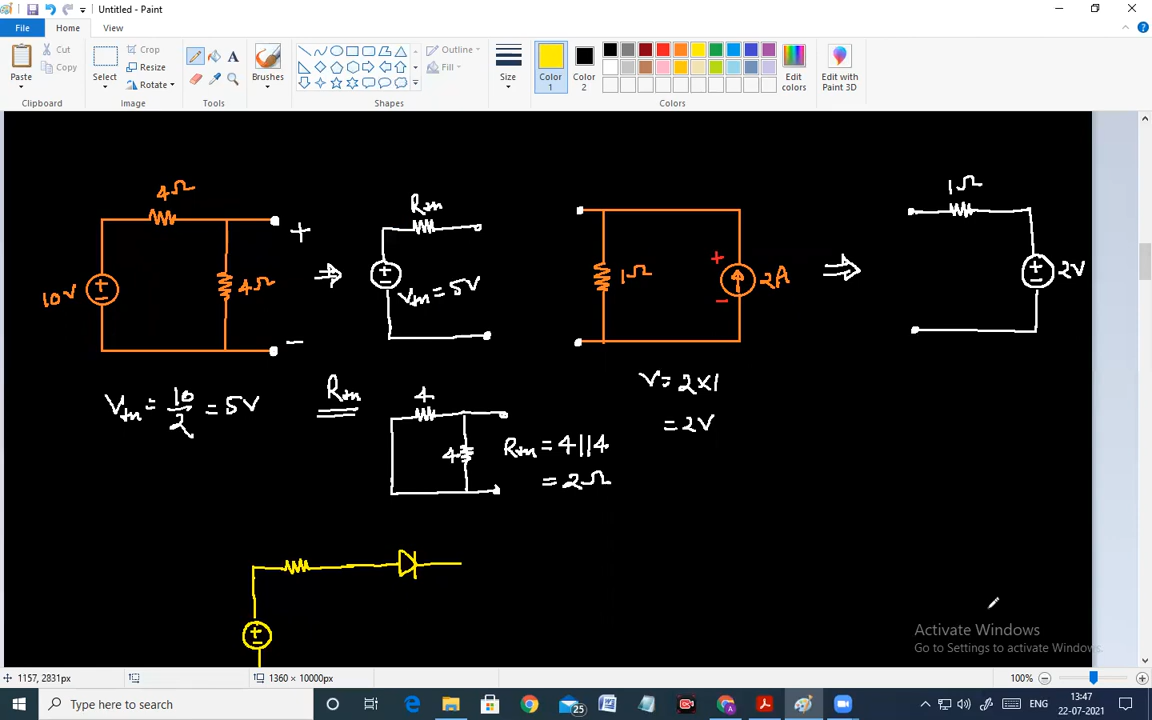 Untitled - Paint
File Home View
Paste
Cut
Copy
Clipboard
Select
Crop
Resize
Rotate
Image
A
Tools
Brushes
Outline
Fill
Shapes
Size
Color 1
Color 2
Edit colors
Colors
Edit with Paint 3D
4Ω
10V
+
-
4Ω
+
-
⇒
Rth
+
-
Vth = 5V
1Ω
+
-
2A
⇒
1Ω
+
-
2V
Vth = 10/2 = 5V
Rth
4
4
Rth = 4||4
= 2Ω
V = 2×1
= 2V
+
-
Activate Windows
Go to Settings to activate Windows.
1157, 2831px
1360 × 10000px
100%
Type here to search
25
ENG
13:47
22-07-2021